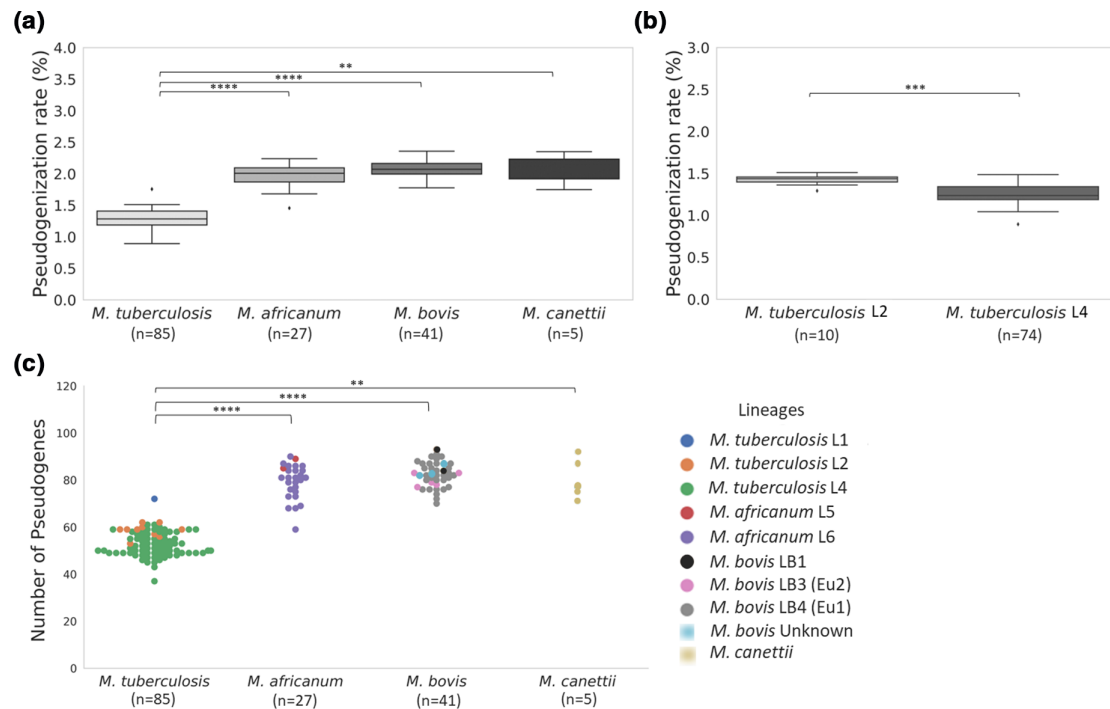 (a)
Pseudogenization rate (%)
4.0
3.5
3.0
2.5
2.0
1.5
1.0
0.5
0.0
**
****
****
M. tuberculosis
(n=85)
M. africanum
(n=27)
M. bovis
(n=41)
M. canettii
(n=5)
(b)
Pseudogenization rate (%)
3.0
2.5
2.0
1.5
1.0
0.5
0.0
***
M. tuberculosis L2
(n=10)
M. tuberculosis L4
(n=74)
(c)
Number of Pseudogenes
120
100
80
60
40
20
0
**
****
****
M. tuberculosis
(n=85)
M. africanum
(n=27)
M. bovis
(n=41)
M. canettii
(n=5)
Lineages
M. tuberculosis L1
M. tuberculosis L2
M. tuberculosis L4
M. africanum L5
M. africanum L6
M. bovis LB1
M. bovis LB3 (Eu2)
M. bovis LB4 (Eu1)
M. bovis Unknown
M. canettii